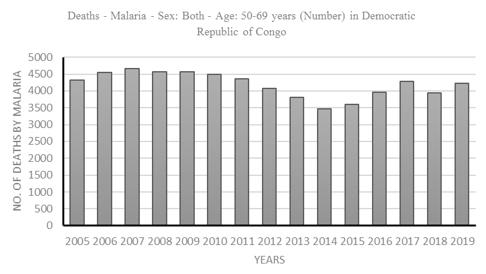 Deaths - Malaria - Sex: Both - Age: 50-69 years (Number) in Democratic
Republic of Congo
5000
4500
4000
3500
3000
2500
2000
1500
1000
500
0
NO. OF DEATHS BY MALARIA
2005 2006 2007 2008 2009 2010 2011 2012 2013 2014 2015 2016 2017 2018 2019
YEARS